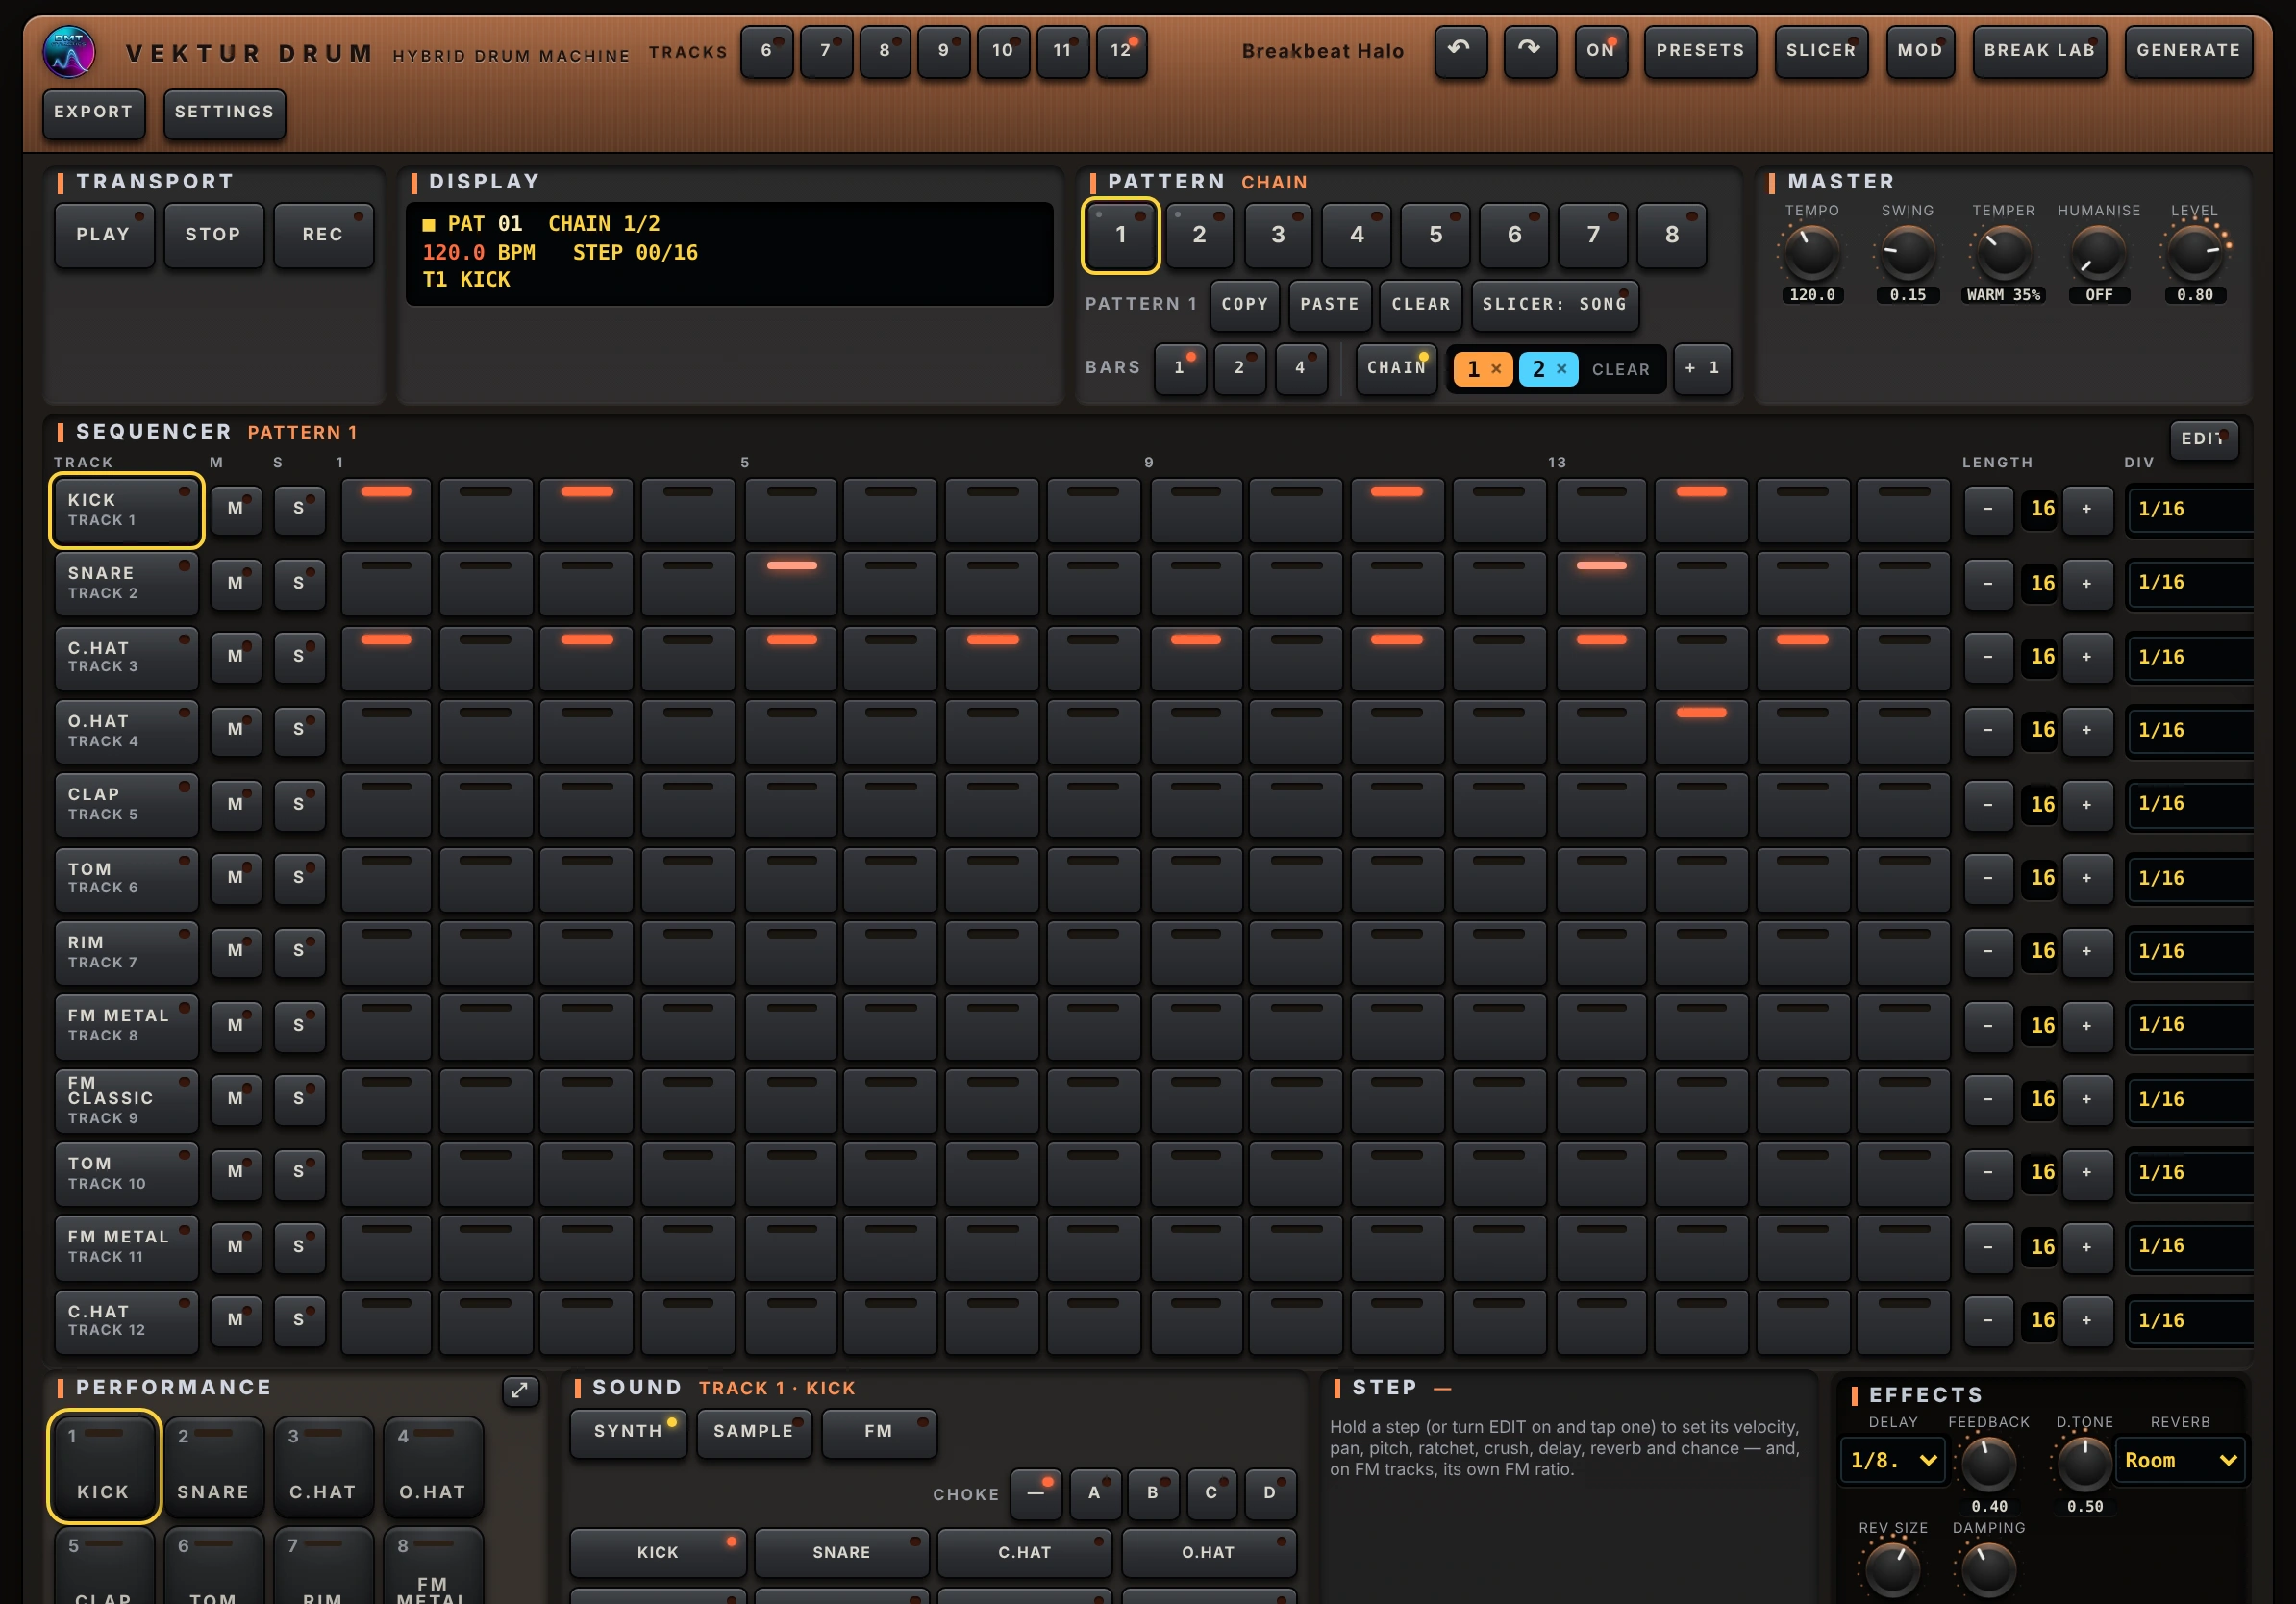 VEKTUR DRUM HYBRID DRUM MACHINE TRACKS 6 7 8 9 10 11 12 Breakbeat Halo ↶ ↷ ON PRESETS SLICER MOD BREAK LAB GENERATE
EXPORT SETTINGS
TRANSPORT
PLAY STOP REC
DISPLAY
■ PAT 01 CHAIN 1/2
120.0 BPM STEP 00/16
T1 KICK
PATTERN CHAIN
1 2 3 4 5 6 7 8
PATTERN 1 COPY PASTE CLEAR SLICER: SONG
BARS 1 2 4 CHAIN 1 × 2 × CLEAR + 1
MASTER
TEMPO SWING TEMPER HUMANISE LEVEL
120.0 0.15 WARM 35% OFF 0.80
SEQUENCER PATTERN 1 EDIT
TRACK M S 1 5 9 13 LENGTH DIV
KICK
TRACK 1 M S − 16 + 1/16
SNARE
TRACK 2 M S − 16 + 1/16
C.HAT
TRACK 3 M S − 16 + 1/16
O.HAT
TRACK 4 M S − 16 + 1/16
CLAP
TRACK 5 M S − 16 + 1/16
TOM
TRACK 6 M S − 16 + 1/16
RIM
TRACK 7 M S − 16 + 1/16
FM METAL
TRACK 8 M S − 16 + 1/16
FM
CLASSIC
TRACK 9 M S − 16 + 1/16
TOM
TRACK 10 M S − 16 + 1/16
FM METAL
TRACK 11 M S − 16 + 1/16
C.HAT
TRACK 12 M S − 16 + 1/16
PERFORMANCE
1 2 3 4
KICK SNARE C.HAT O.HAT
5 6 7 8
CLAP TOM RIM FM
METAL
SOUND TRACK 1 · KICK
SYNTH SAMPLE FM
CHOKE — A B C D
KICK SNARE C.HAT O.HAT
STEP —
Hold a step (or turn EDIT on and tap one) to set its velocity,
pan, pitch, ratchet, crush, delay, reverb and chance — and,
on FM tracks, its own FM ratio.
EFFECTS
DELAY FEEDBACK D.TONE REVERB
1/8. Room
0.40 0.50
REV SIZE DAMPING